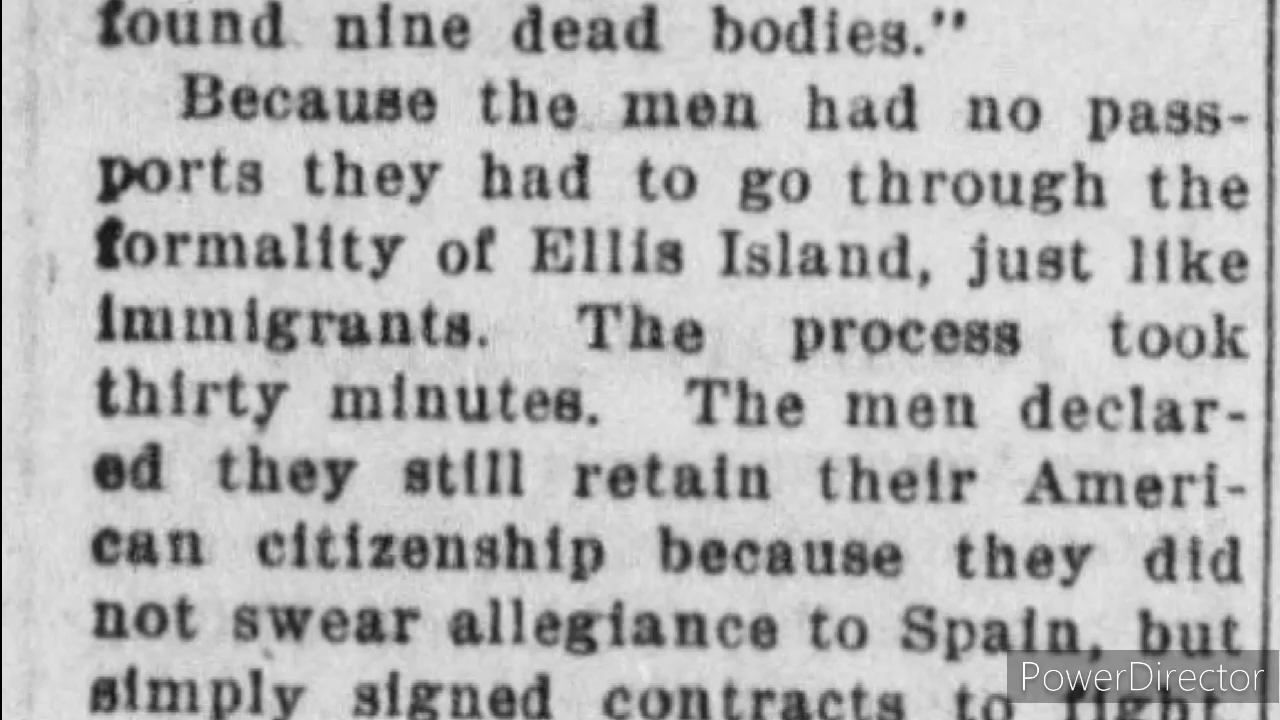 found nine dead bodies."
Because the men had no pass-
ports they had to go through the
formality of Ellis Island, just like
immigrants. The process took
thirty minutes. The men declar-
ed they still retain their Ameri-
can citizenship because they did
not swear allegiance to Spain, but
simply signed contracts to fight
PowerDirector